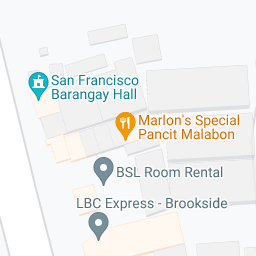 San Francisco
Barangay Hall
Marlon's Special
Pancit Malabon
BSL Room Rental
LBC Express - Brookside